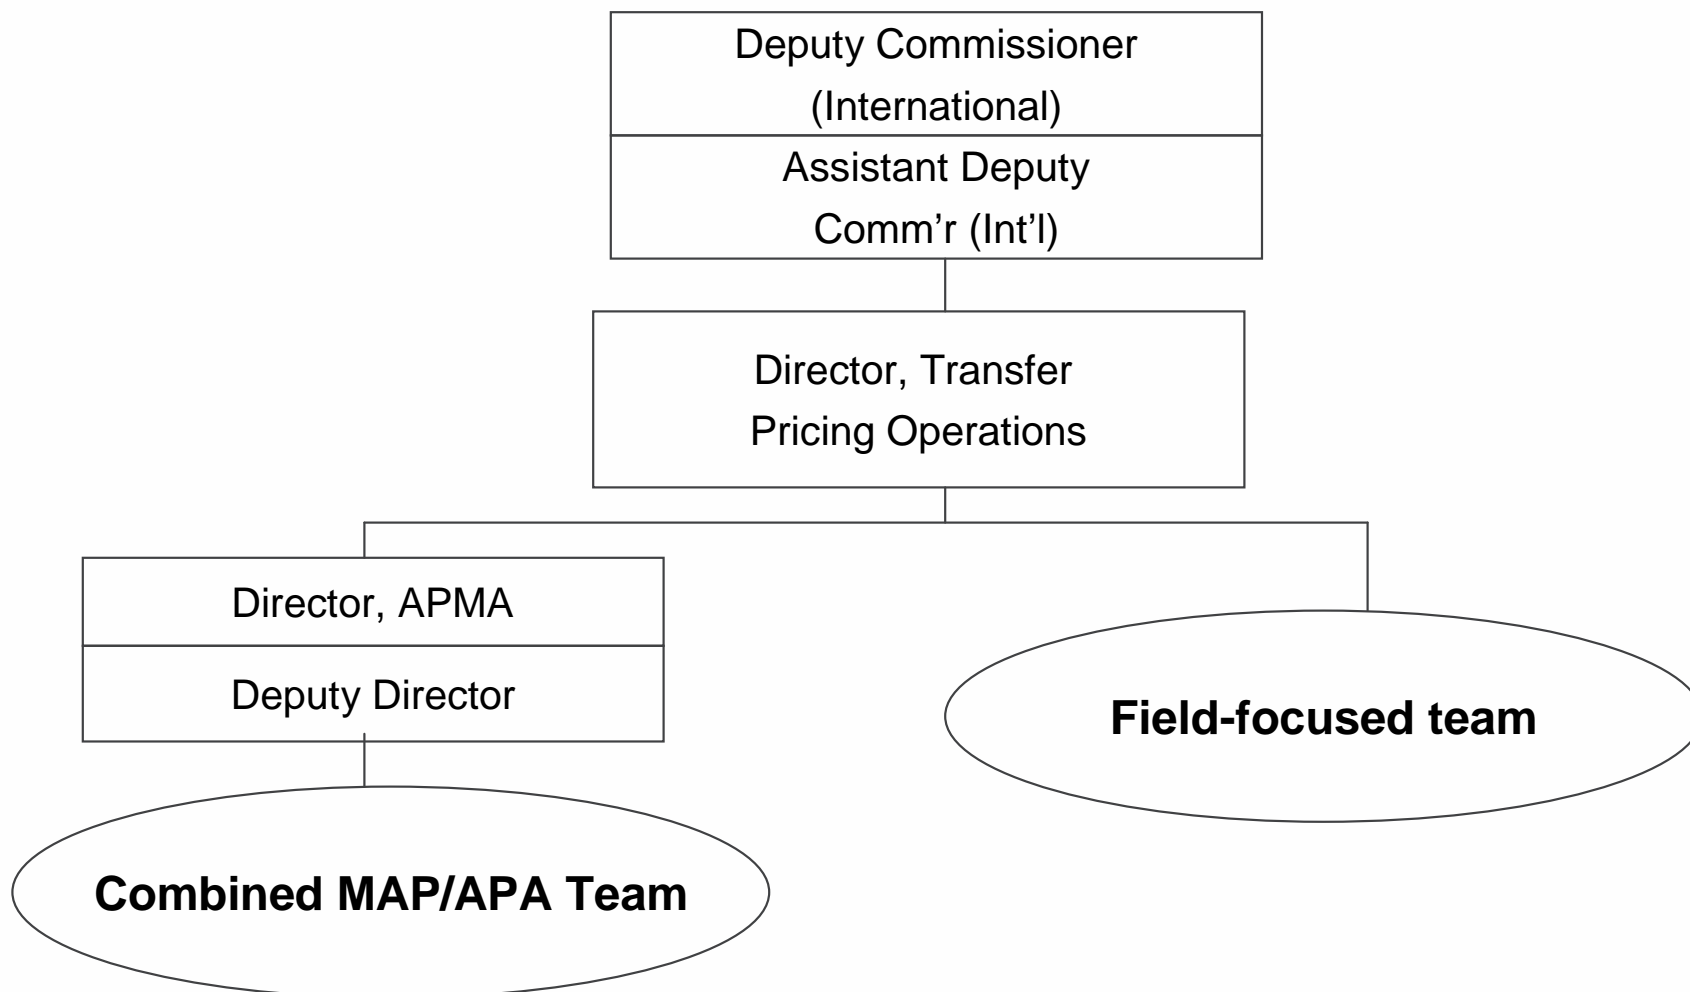 Deputy Commissioner
(International)
Assistant Deputy
Comm’r (Int’l)
Director, Transfer
Pricing Operations
Director, APMA
Deputy Director
Field-focused team
Combined MAP/APA Team